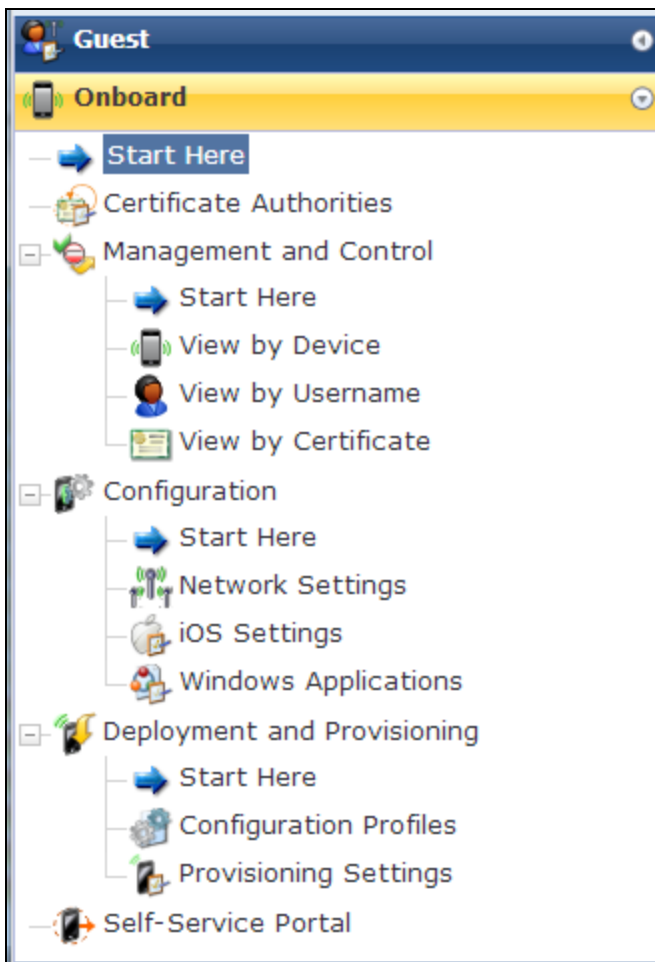 Guest
Onboard
Start Here
Certificate Authorities
Management and Control
Start Here
View by Device
View by Username
View by Certificate
Configuration
Start Here
Network Settings
iOS Settings
Windows Applications
Deployment and Provisioning
Start Here
Configuration Profiles
Provisioning Settings
Self-Service Portal